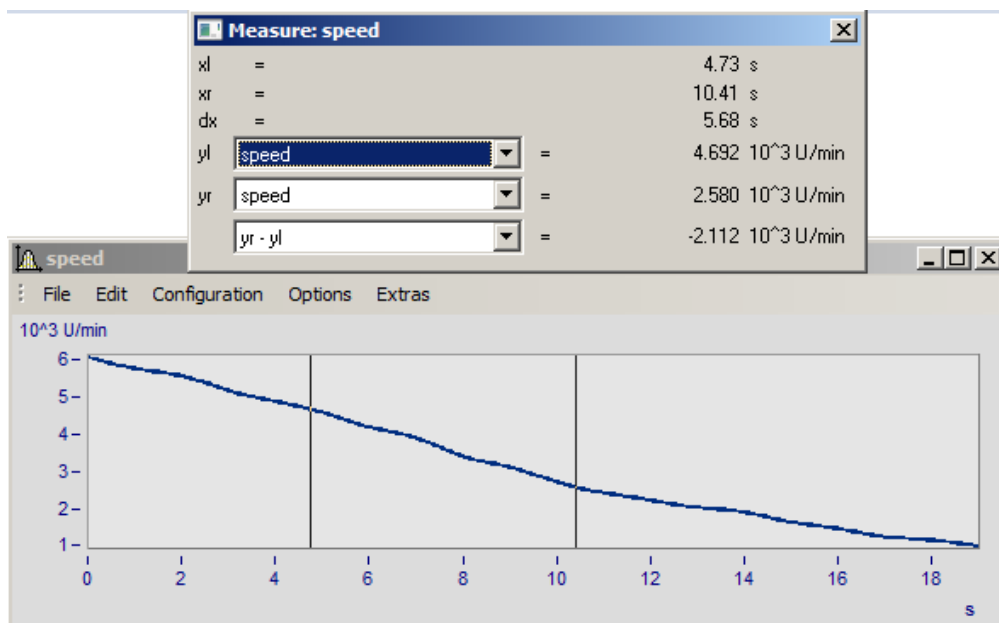 Measure: speed
xl = 4.73 s
xr = 10.41 s
dx = 5.68 s
yl speed = 4.692 10^3 U/min
yr speed = 2.580 10^3 U/min
yr - yl = -2.112 10^3 U/min
speed
File Edit Configuration Options Extras
10^3 U/min
6
5
4
3
2
1
0 2 4 6 8 10 12 14 16 18
s